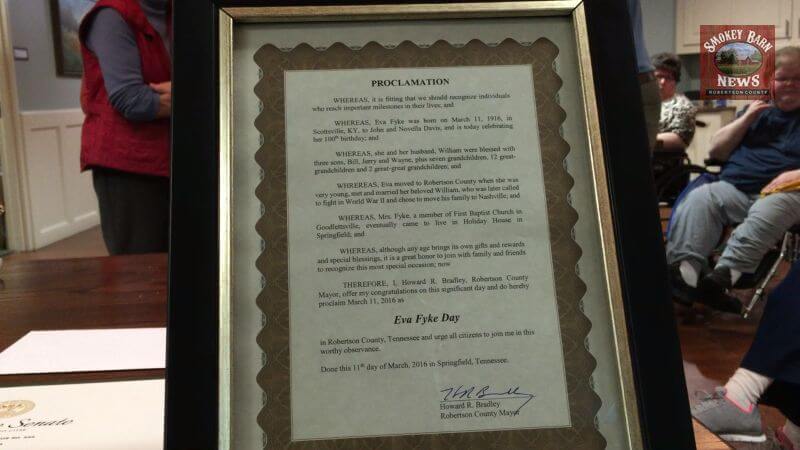 SMOKEY BARN
NEWS
ROBERTSON COUNTY
PROCLAMATION
WHEREAS, it is fitting that we should recognize individuals
who reach important milestones in their lives; and
WHEREAS, Eva Fyke was born on March 11, 1916, in
Scottsville, KY, to John and Novella Davis, and is today celebrating
her 100th birthday; and
WHEREAS, she and her husband, William were blessed with
three sons, Bill, Jerry and Wayne, plus seven grandchildren, 12 great-
grandchildren and 2 great-great grandchildren; and
WHREREAS, Eva moved to Robertson County when she was
very young, met and married her beloved William, who was later called
to fight in World War II and chose to move his family to Nashville; and
WHEREAS, Mrs. Fyke, a member of First Baptist Church in
Goodlettsville, eventually came to live in Holiday House in
Springfield; and
WHEREAS, although any age brings its own gifts and rewards
and special blessings, it is a great honor to join with family and friends
to recognize this most special occasion; now
THEREFORE, I, Howard R. Bradley, Robertson County
Mayor, offer my congratulations on this significant day and do hereby
proclaim March 11, 2016 as
Eva Fyke Day
in Robertson County, Tennessee and urge all citizens to join me in this
worthy observance.
Done this 11th day of March, 2016 in Springfield, Tennessee.
Howard R. Bradley
Robertson County Mayor
Senate